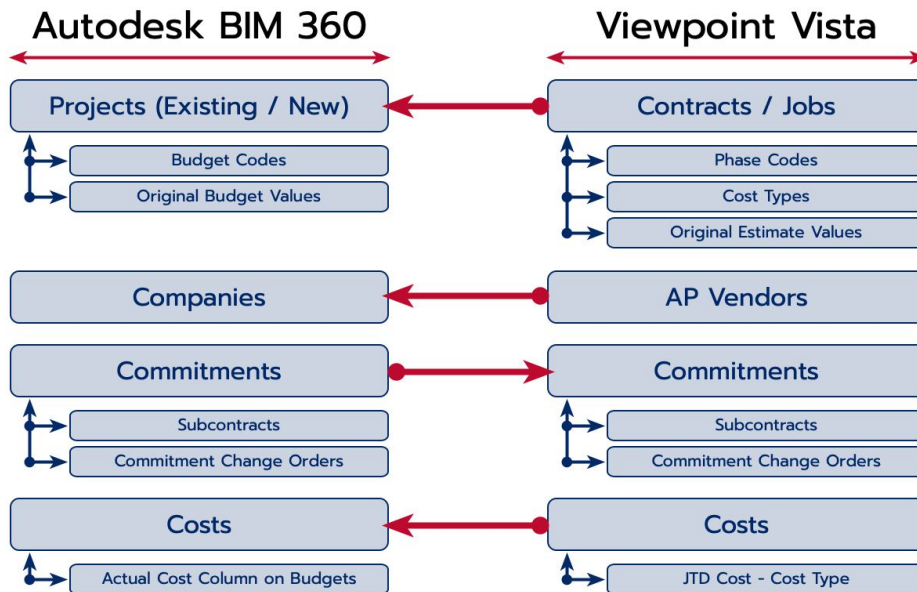 Autodesk BIM 360
Viewpoint Vista
Projects (Existing / New)
Contracts / Jobs
Budget Codes
Phase Codes
Original Budget Values
Cost Types
Original Estimate Values
Companies
AP Vendors
Commitments
Commitments
Subcontracts
Subcontracts
Commitment Change Orders
Commitment Change Orders
Costs
Costs
Actual Cost Column on Budgets
JTD Cost - Cost Type